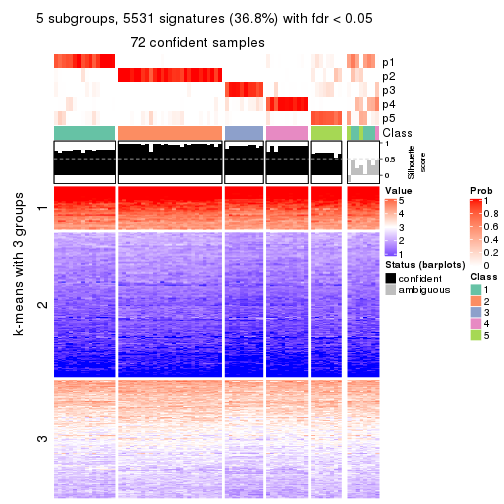 5 subgroups, 5531 signatures (36.8%) with fdr < 0.05
72 confident samples
p1
p2
p3
p4
p5
Class
1
0.5
0
Silhouette
score
k-means with 3 groups
1
2
3
Value
5
4
3
2
1
Status (barplots)
confident
ambiguous
Prob
1
0.8
0.6
0.4
0.2
0
Class
1
2
3
4
5